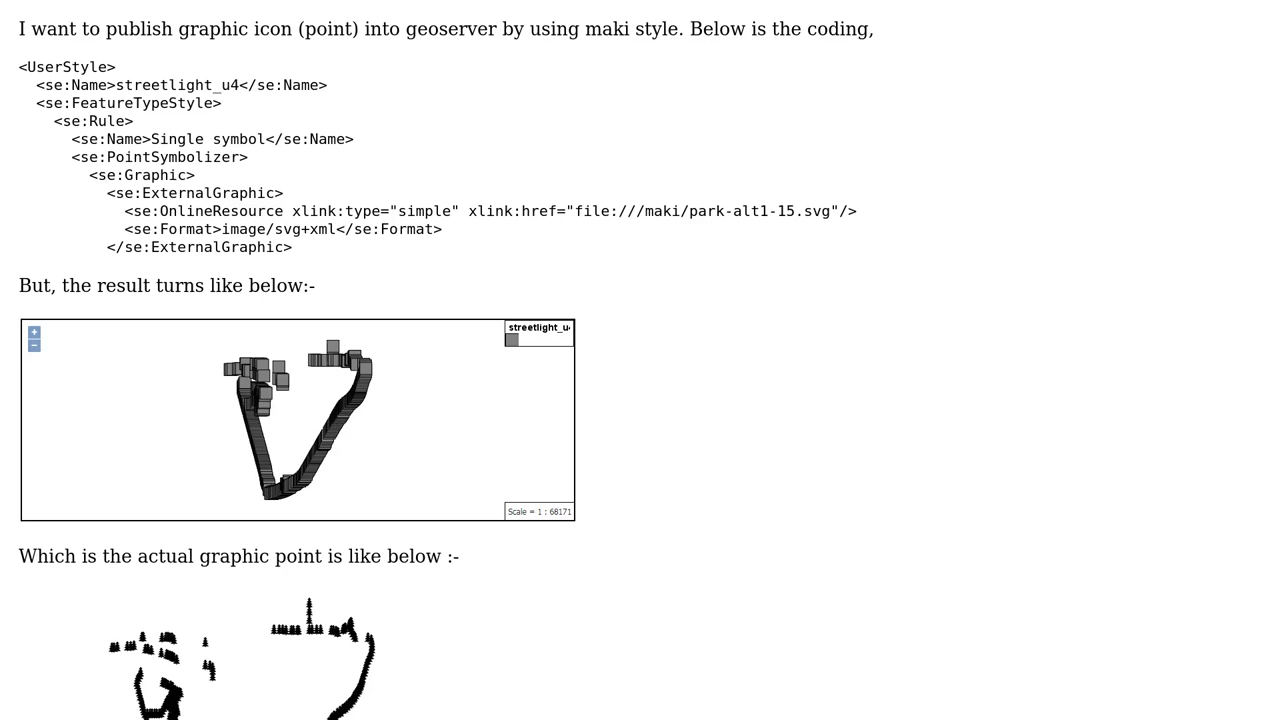 I want to publish graphic icon (point) into geoserver by using maki style. Below is the coding,
<UserStyle>
  <se:Name>streetlight_u4</se:Name>
  <se:FeatureTypeStyle>
    <se:Rule>
      <se:Name>Single symbol</se:Name>
      <se:PointSymbolizer>
        <se:Graphic>
          <se:ExternalGraphic>
            <se:OnlineResource xlink:type="simple" xlink:href="file:///maki/park-alt1-15.svg"/>
            <se:Format>image/svg+xml</se:Format>
          </se:ExternalGraphic>
But, the result turns like below:-
+
streetlight_u
−
Scale = 1 : 68171
Which is the actual graphic point is like below :-